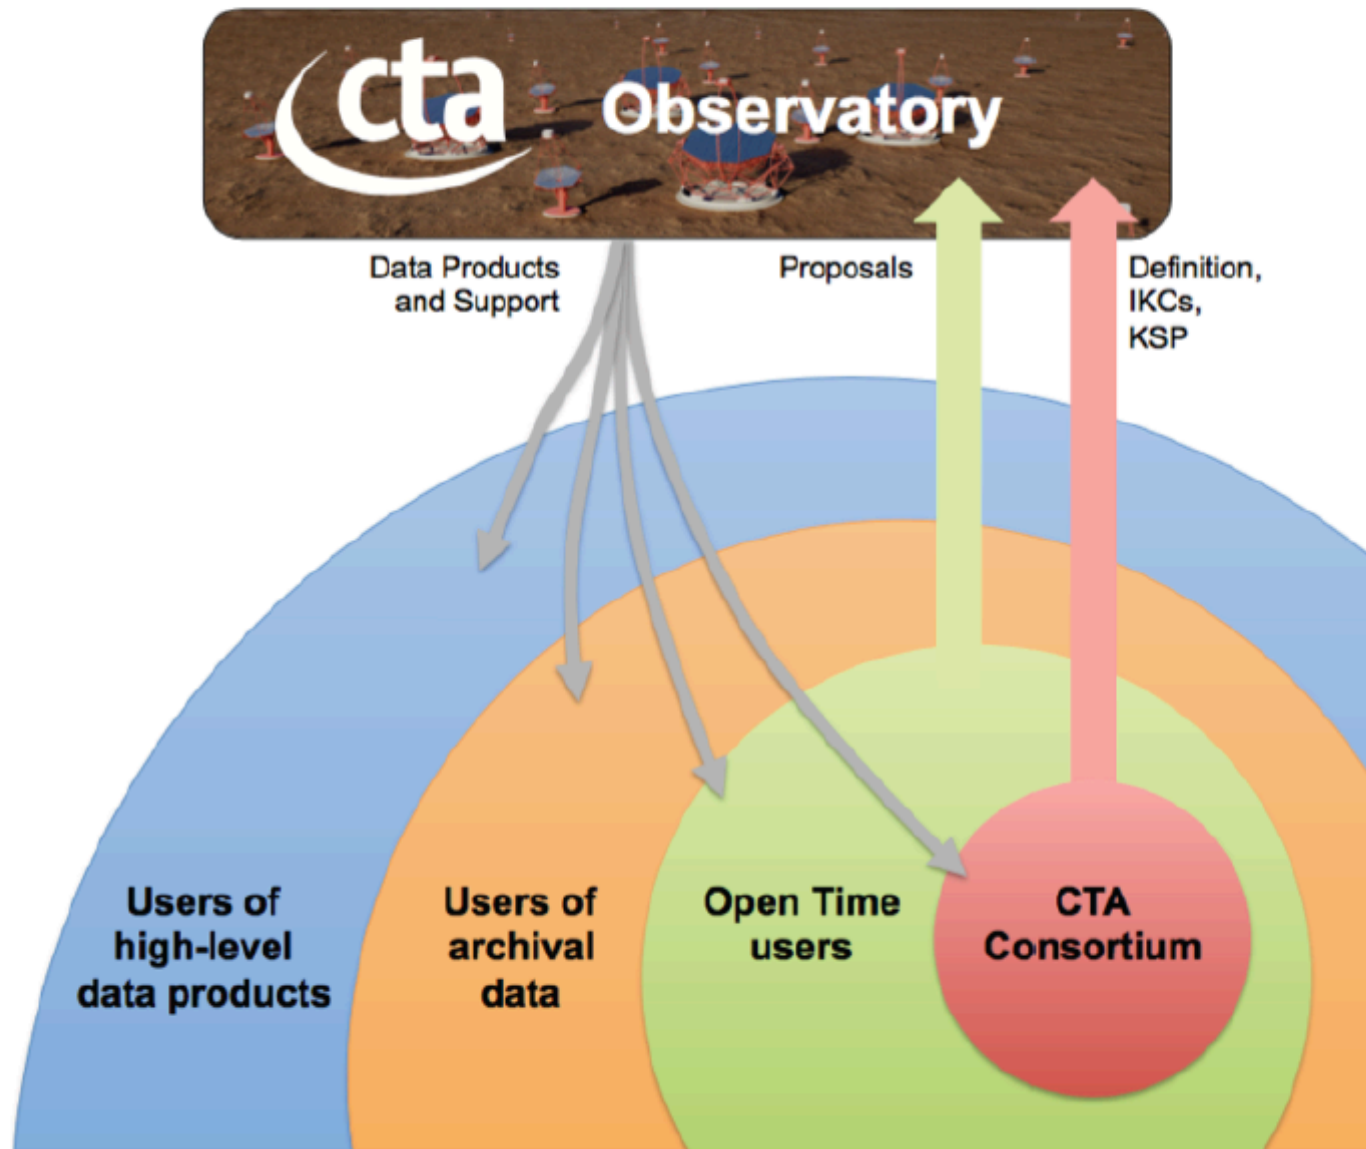 cta Observatory
Data Products
and Support
Proposals
Definition,
IKCs,
KSP
Users of
high-level
data products
Users of
archival
data
Open Time
users
CTA
Consortium